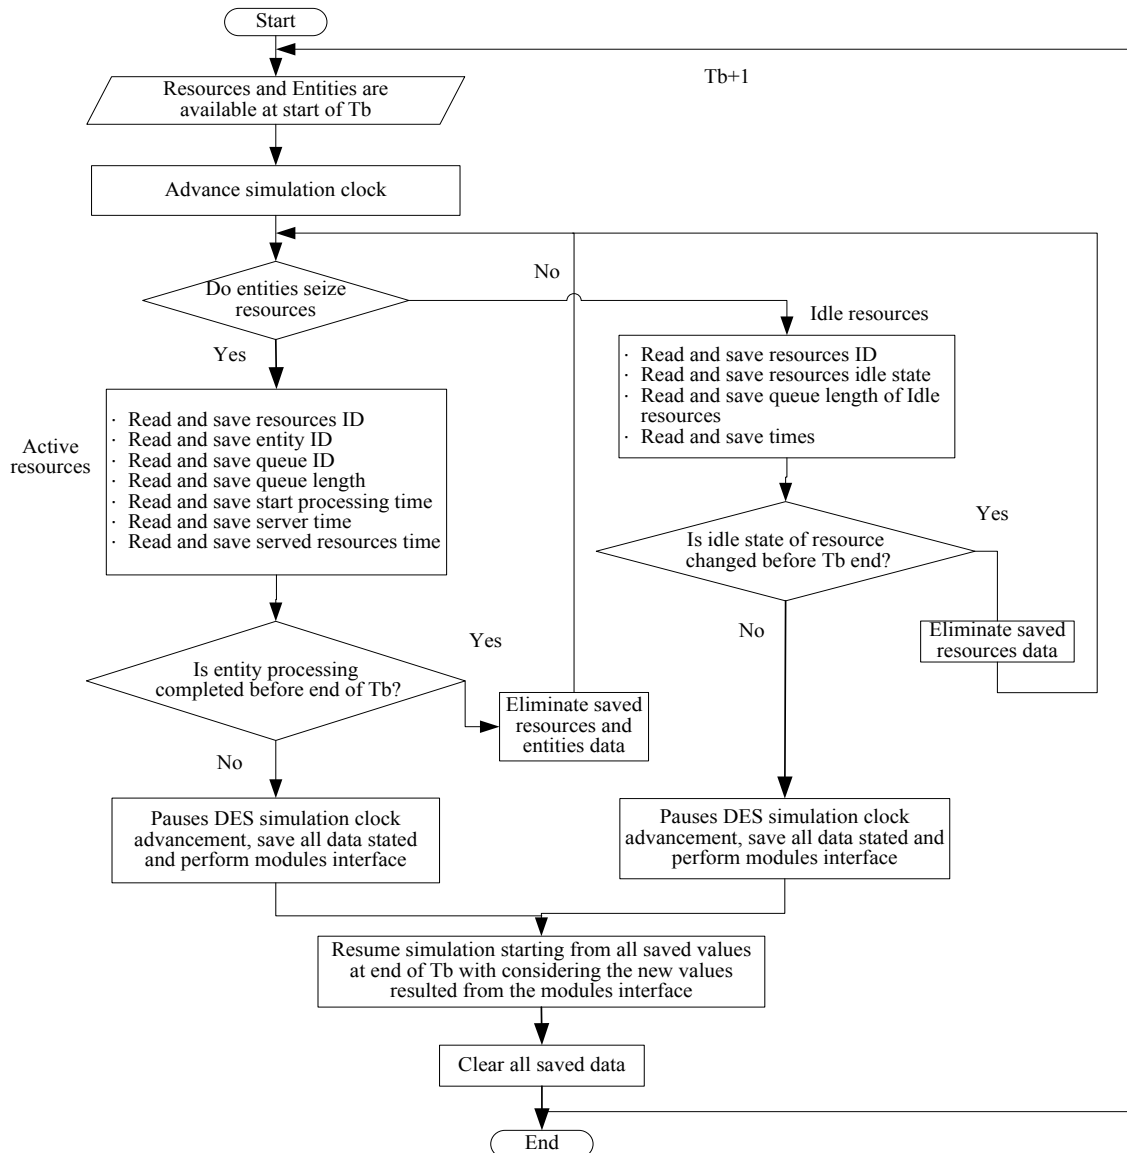 Start
Tb+1
Resources and Entities are
available at start of Tb
Advance simulation clock
Do entities seize
resources
No
Yes
Idle resources
· Read and save resources ID
· Read and save resources idle state
· Read and save queue length of Idle
resources
· Read and save times
Active
resources
· Read and save resources ID
· Read and save entity ID
· Read and save queue ID
· Read and save queue length
· Read and save start processing time
· Read and save server time
· Read and save served resources time
Is idle state of resource
changed before Tb end?
Yes
No
Eliminate saved
resources data
Is entity processing
completed before end of Tb?
Yes
No
Eliminate saved
resources and
entities data
Pauses DES simulation clock
advancement, save all data stated
and perform modules interface
Pauses DES simulation clock
advancement, save all data stated and
perform modules interface
Resume simulation starting from all saved values
at end of Tb with considering the new values
resulted from the modules interface
Clear all saved data
End